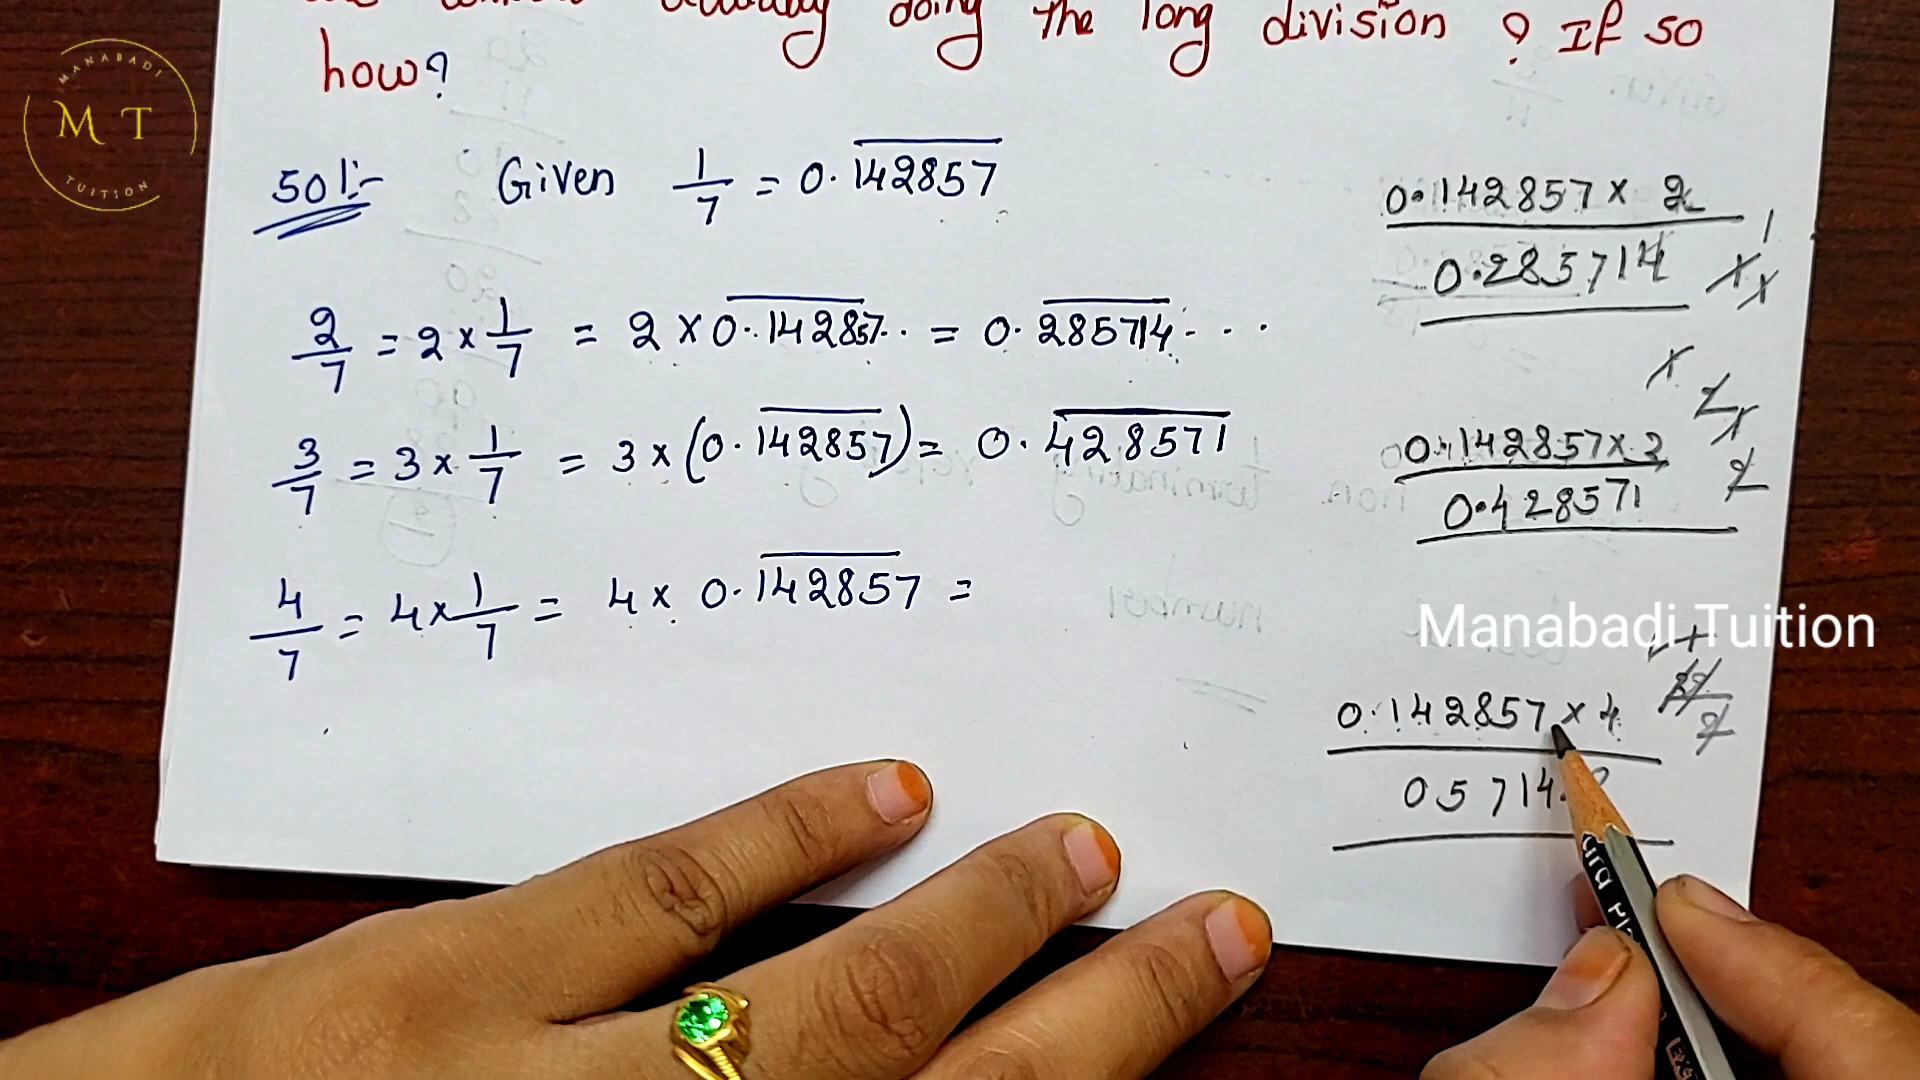 MANABADI
M T
TUITION
doing the long division ? If so
how?
Sol:- Given 1/7 = 0.142857
2/7 = 2 × 1/7 = 2 × 0.142857.. = 0.285714...
3/7 = 3 × 1/7 = 3 × (0.142857) = 0.428571
4/7 = 4 × 1/7 = 4 × 0.142857 =
0.142857 × 2
0.285714
0.142857 × 3
0.428571
Manabadi Tuition
0.142857 × 4
05714